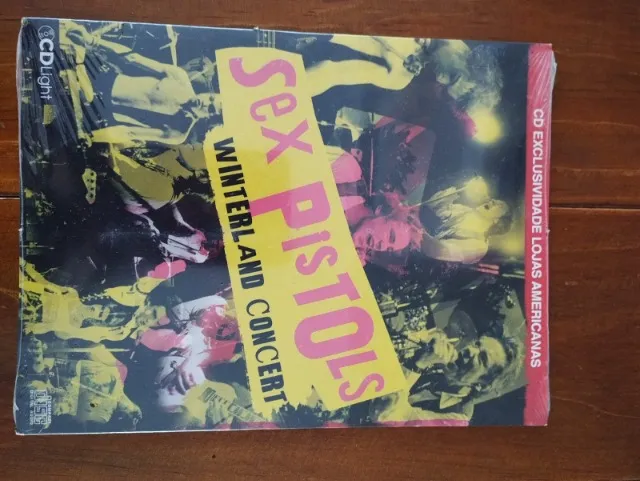 CD EXCLUSIVIDADE LOJAS AMERICANAS
SEX PISTOLS
WINTERLAND CONCERT
CDLight